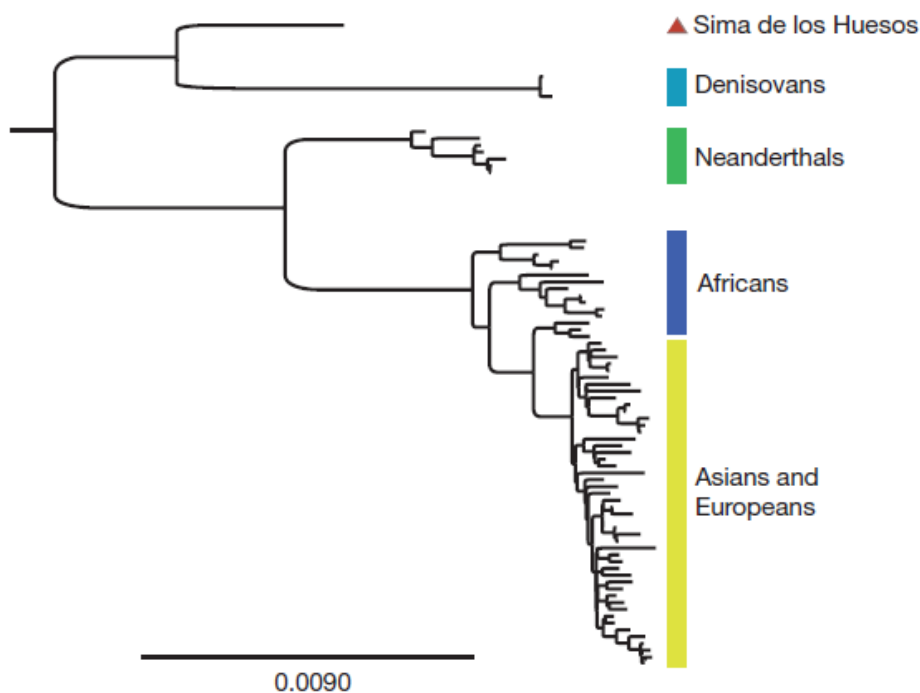 Sima de los Huesos
Denisovans
Neanderthals
Africans
Asians and
Europeans
0.0090